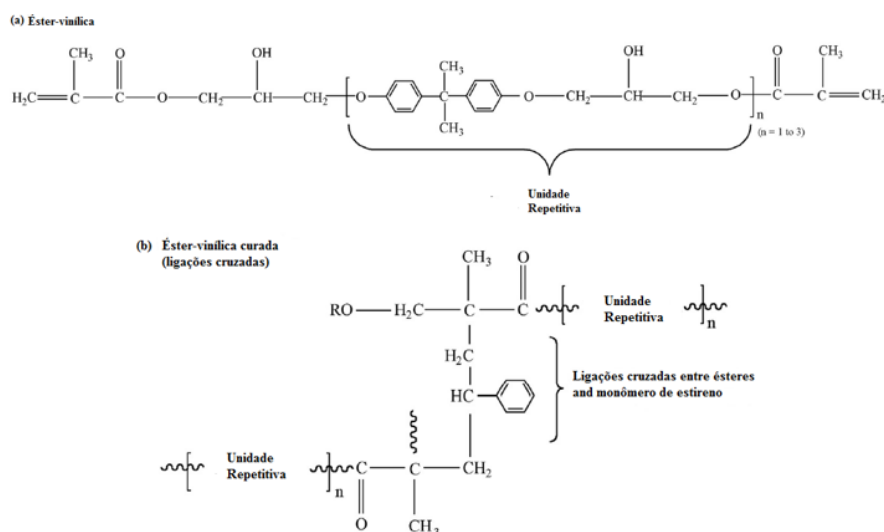 (a) Éster-vinílica
CH3 O OH CH3 OH O CH3
H2C C C O CH2 CH CH2 O C O CH2 CH CH2 O C C CH2
CH3
n
(n = 1 to 3)
Unidade
Repetitiva
(b) Éster-vinílica curada
(ligações cruzadas)
CH3 O
RO H2C C C Unidade
Repetitiva n
H2C
Ligações cruzadas entre ésteres
and monômero de estireno
HC
Unidade
Repetitiva n C C CH2
O CH3